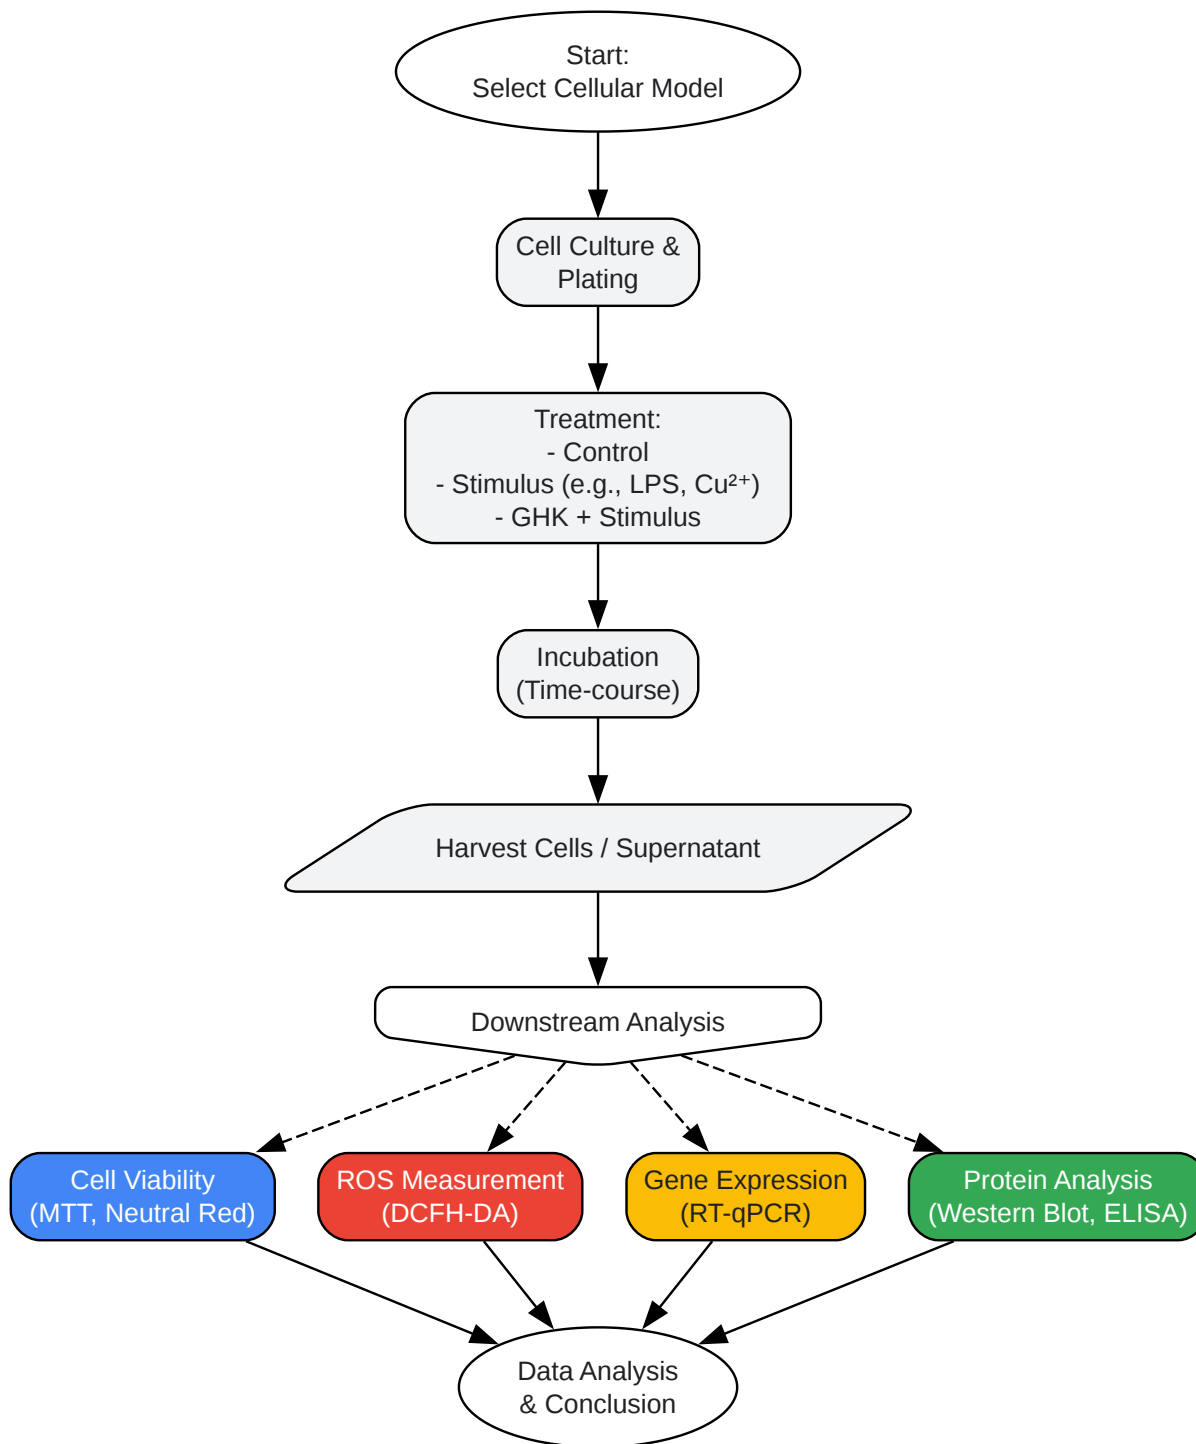 Start:
Select Cellular Model
Cell Culture &
Plating
Treatment:
- Control
- Stimulus (e.g., LPS, Cu²⁺)
- GHK + Stimulus
Incubation
(Time-course)
Harvest Cells / Supernatant
Downstream Analysis
Cell Viability
(MTT, Neutral Red)
ROS Measurement
(DCFH-DA)
Gene Expression
(RT-qPCR)
Protein Analysis
(Western Blot, ELISA)
Data Analysis
& Conclusion